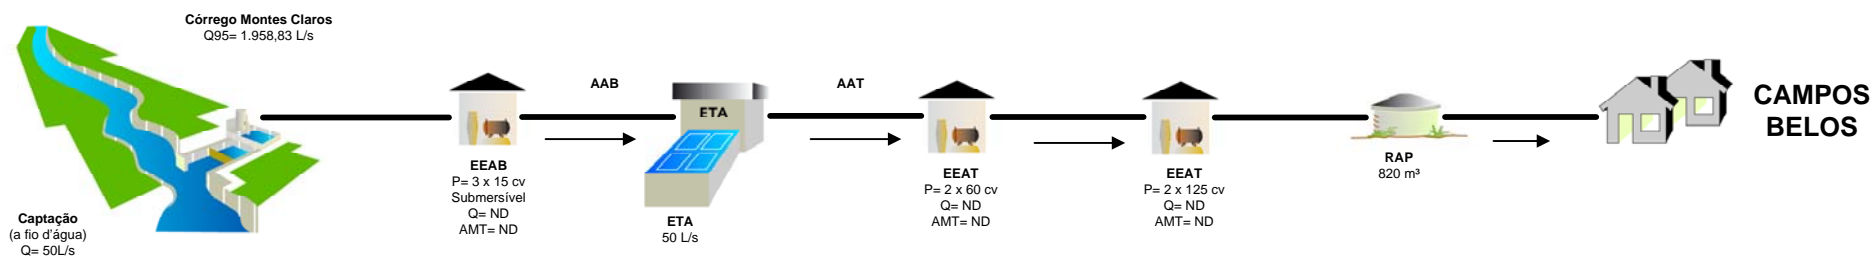 Córrego Montes Claros
Q95= 1.958,83 L/s
Captação
(a fio d'água)
Q= 50L/s
EEAB
P= 3 x 15 cv
Submersível
Q= ND
AMT= ND
AAB
ETA
ETA
50 L/s
AAT
EEAT
P= 2 x 60 cv
Q= ND
AMT= ND
EEAT
P= 2 x 125 cv
Q= ND
AMT= ND
RAP
820 m³
CAMPOS
BELOS